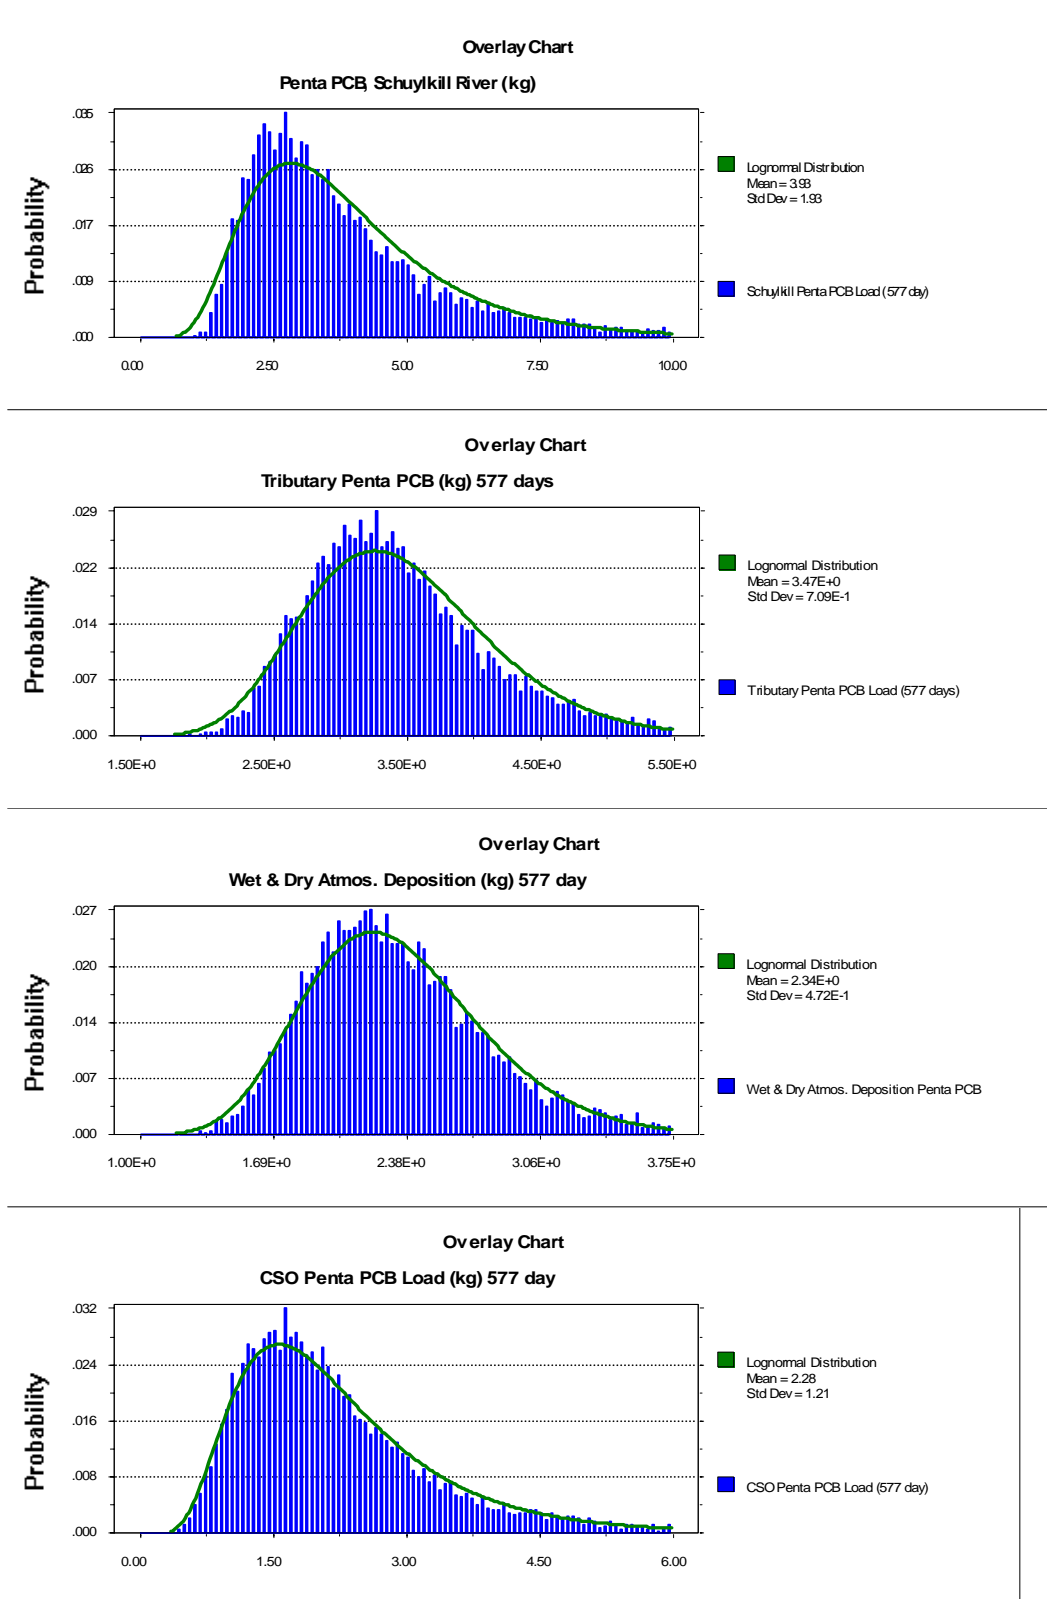 Overlay Chart
Penta PCB, Schuylkill River (kg)
Probability
.035
.026
.017
.009
.000
0.00 2.50 5.00 7.50 10.00
Lognormal Distribution
Mean = 3.93
Std Dev = 1.93
Schuylkill Penta PCB Load (577 day)
Overlay Chart
Tributary Penta PCB (kg) 577 days
Probability
.029
.022
.014
.007
.000
1.50E+0 2.50E+0 3.50E+0 4.50E+0 5.50E+0
Lognormal Distribution
Mean = 3.47E+0
Std Dev = 7.09E-1
Tributary Penta PCB Load (577 days)
Overlay Chart
Wet & Dry Atmos. Deposition (kg) 577 day
Probability
.027
.020
.014
.007
.000
1.00E+0 1.69E+0 2.38E+0 3.06E+0 3.75E+0
Lognormal Distribution
Mean = 2.34E+0
Std Dev = 4.72E-1
Wet & Dry Atmos. Deposition Penta PCB
Overlay Chart
CSO Penta PCB Load (kg) 577 day
Probability
.032
.024
.016
.008
.000
0.00 1.50 3.00 4.50 6.00
Lognormal Distribution
Mean = 2.28
Std Dev = 1.21
CSO Penta PCB Load (577 day)